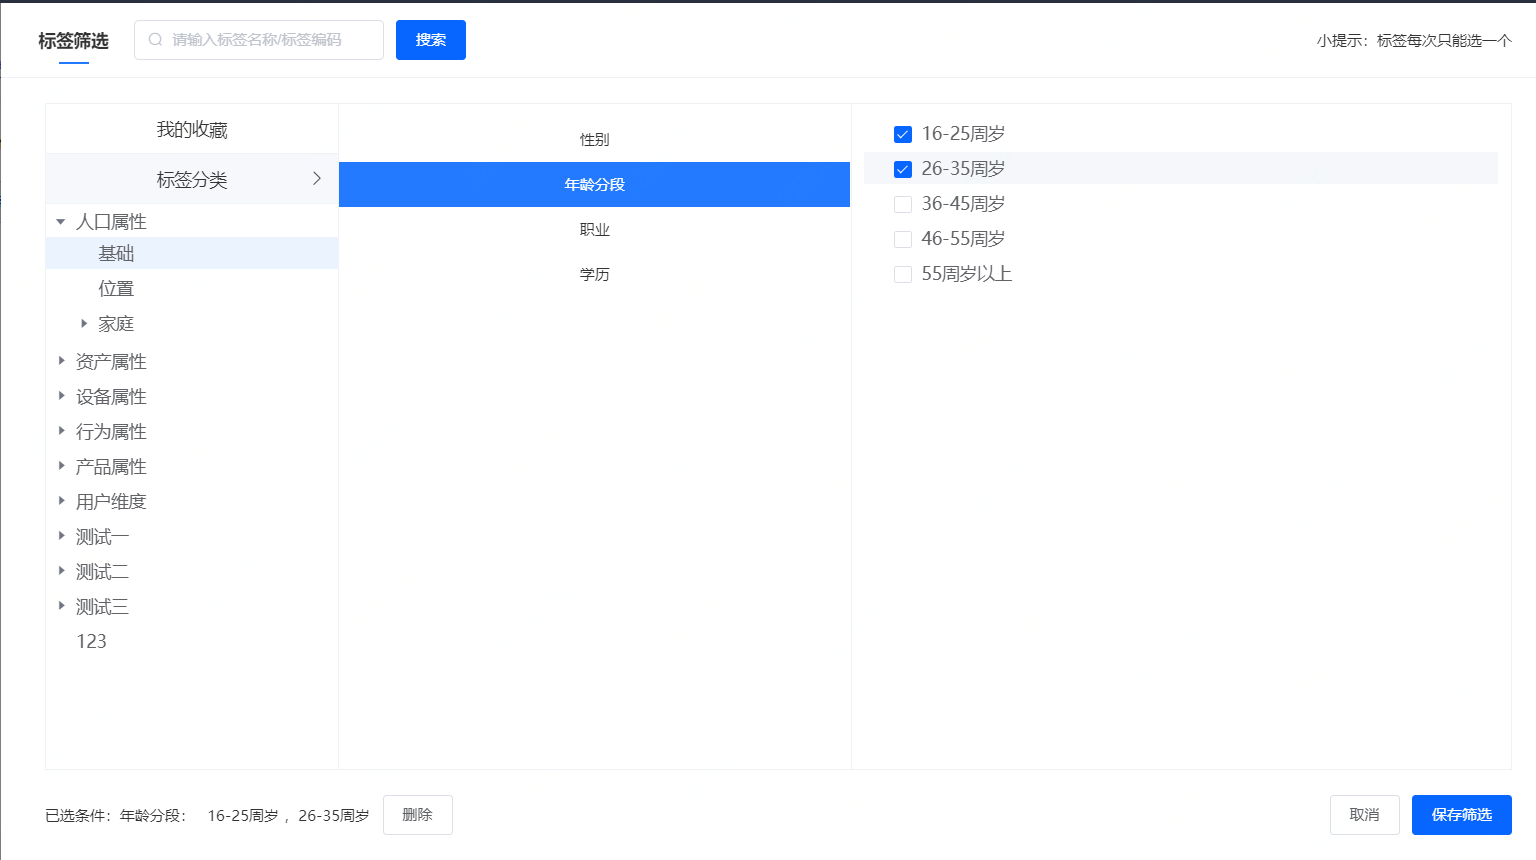 标签筛选
请输入标签名称/标签编码
搜索
小提示：标签每次只能选一个
我的收藏
标签分类
人口属性
基础
位置
家庭
资产属性
设备属性
行为属性
产品属性
用户维度
测试一
测试二
测试三
123
性别
年龄分段
职业
学历
16-25周岁
26-35周岁
36-45周岁
46-55周岁
55周岁以上
已选条件：年龄分段： 16-25周岁 ，26-35周岁
删除
取消
保存筛选